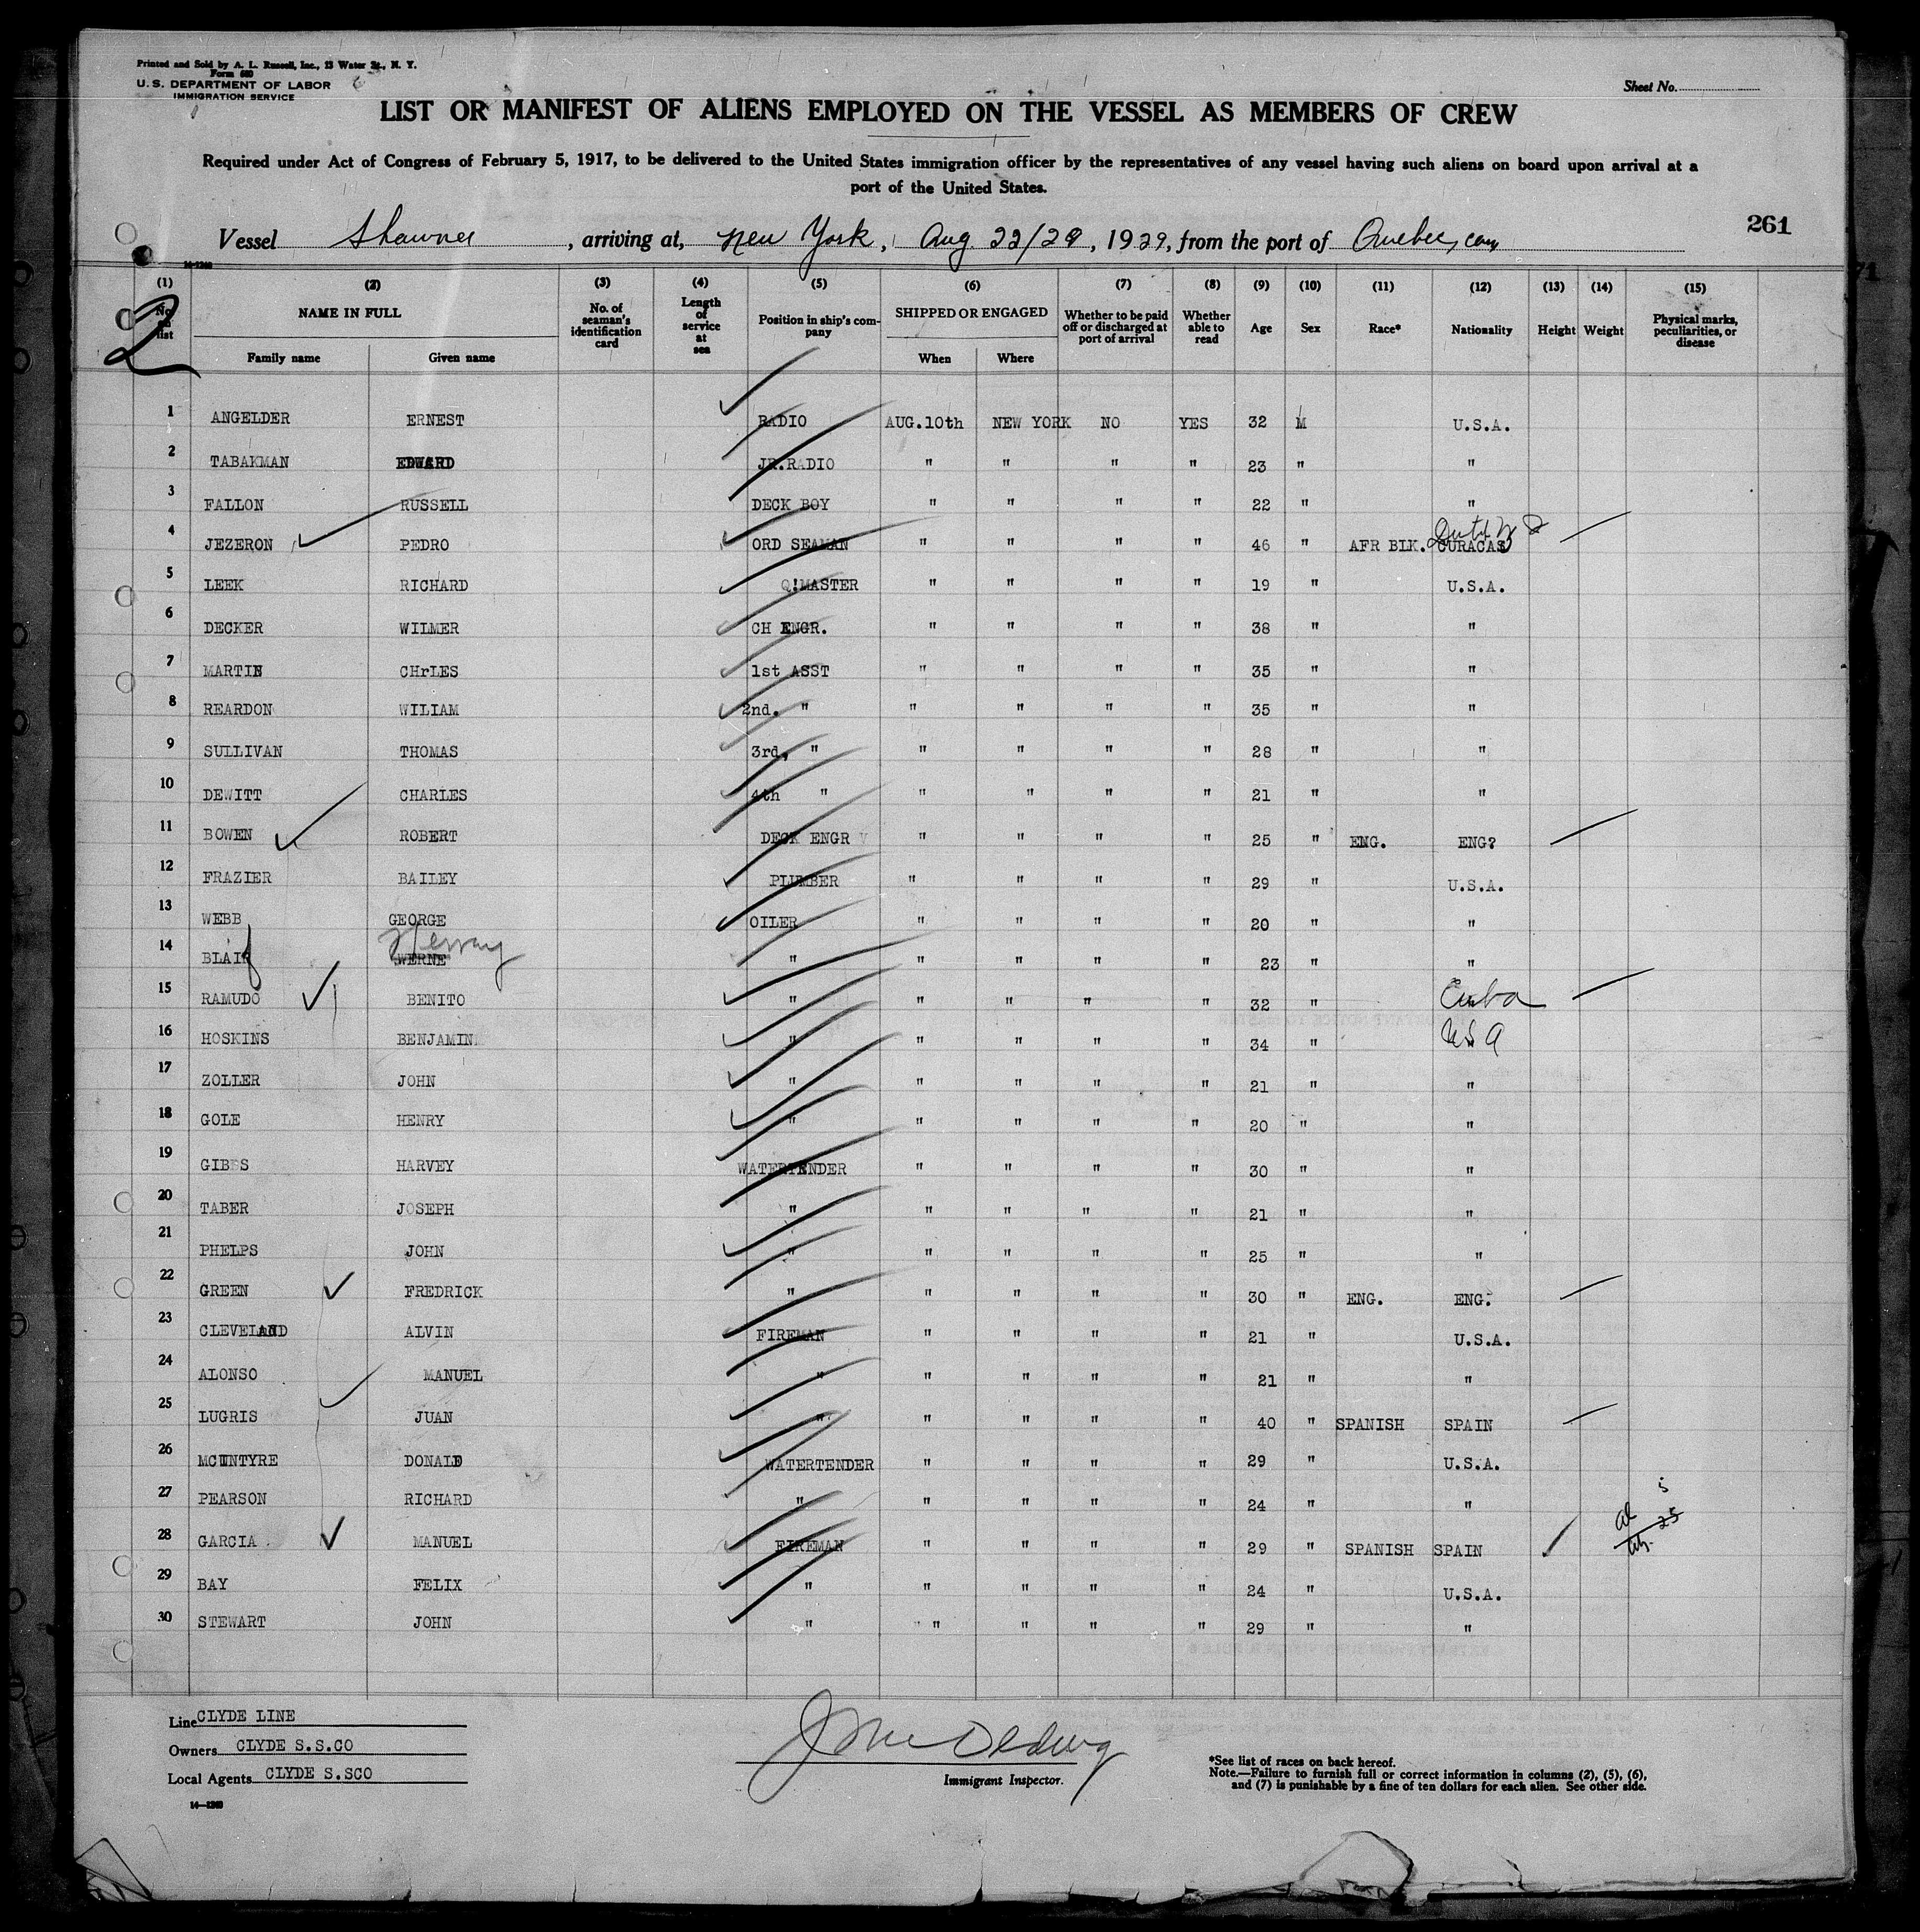 Printed and Sold by A. L. Russell, Inc., 13 Water St., N. Y.
Form 680
U. S. DEPARTMENT OF LABOR
IMMIGRATION SERVICE
Sheet No.
LIST OR MANIFEST OF ALIENS EMPLOYED ON THE VESSEL AS MEMBERS OF CREW
Required under Act of Congress of February 5, 1917, to be delivered to the United States immigration officer by the representatives of any vessel having such aliens on board upon arrival at a
port of the United States.
261
Vessel Shawnee, arriving at, New York, Aug 22/29, 1929, from the port of Quebec, can
14-1240
2
(1) (2) (3) (4) (5) (6) (7) (8) (9) (10) (11) (12) (13) (14) (15)
No. on list NAME IN FULL Family name Given name No. of seaman's identification card Length of service at sea Position in ship's company SHIPPED OR ENGAGED When Where Whether to be paid off or discharged at port of arrival Whether able to read Age Sex Race* Nationality Height Weight Physical marks, peculiarities, or disease
1 ANGELDER ERNEST RADIO AUG.10th NEW YORK NO YES 32 M U.S.A.
2 TABAKMAN EDWARD JR.RADIO " " " " 23 " "
3 FALLON RUSSELL DECK BOY " " " " 22 " "
4 JEZERON PEDRO ORD SEAMAN " " " " 46 " AFR BLK. CURACAS
5 LEEK RICHARD Q!MASTER " " " " 19 " U.S.A.
6 DECKER WILMER CH ENGR. " " " " 38 " "
7 MARTIN CHrLES 1st ASST " " " " 35 " "
8 REARDON WILIAM 2nd. " " " " " 35 " "
9 SULLIVAN THOMAS 3rd, " " " " " 28 " "
10 DEWITT CHARLES 4th " " " " " 21 " "
11 BOWEN ROBERT DECK ENGR " " " " 25 " ENG. ENG?
12 FRAZIER BAILEY PLUMBER " " " " 29 " U.S.A.
13 WEBB GEORGE OILER " " " " 20 " "
14 BLAIR WERNE " " " " " 23 " "
15 RAMUDO BENITO " " " " " 32 " Cuba
16 HOSKINS BENJAMIN " " " " " 34 " USA
17 ZOLLER JOHN " " " " " 21 " "
18 GOLE HENRY " " " " " 20 " "
19 GIBBS HARVEY WATERTENDER " " " " 30 " "
20 TABER JOSEPH " " " " " 21 " "
21 PHELPS JOHN " " " " " 25 " "
22 GREEN FREDRICK " " " " " 30 " ENG. ENG.
23 CLEVELAND ALVIN FIREMAN " " " " 21 " U.S.A.
24 ALONSO MANUEL " " " " " 21 " "
25 LUGRIS JUAN " " " " " 40 " SPANISH SPAIN
26 MCINTYRE DONALD WATERTENDER " " " " 29 " U.S.A.
27 PEARSON RICHARD " " " " " 24 " "
28 GARCIA MANUEL FIREMAN " " " " 29 " SPANISH SPAIN
29 BAY FELIX " " " " " 24 " U.S.A.
30 STEWART JOHN " " " " " 29 " "
Line CLYDE LINE
Owners CLYDE S.S.CO
Local Agents CLYDE S.SCO
14-1240
Immigrant Inspector.
*See list of races on back hereof.
Note.—Failure to furnish full or correct information in columns (2), (5), (6),
and (7) is punishable by a fine of ten dollars for each alien. See other side.